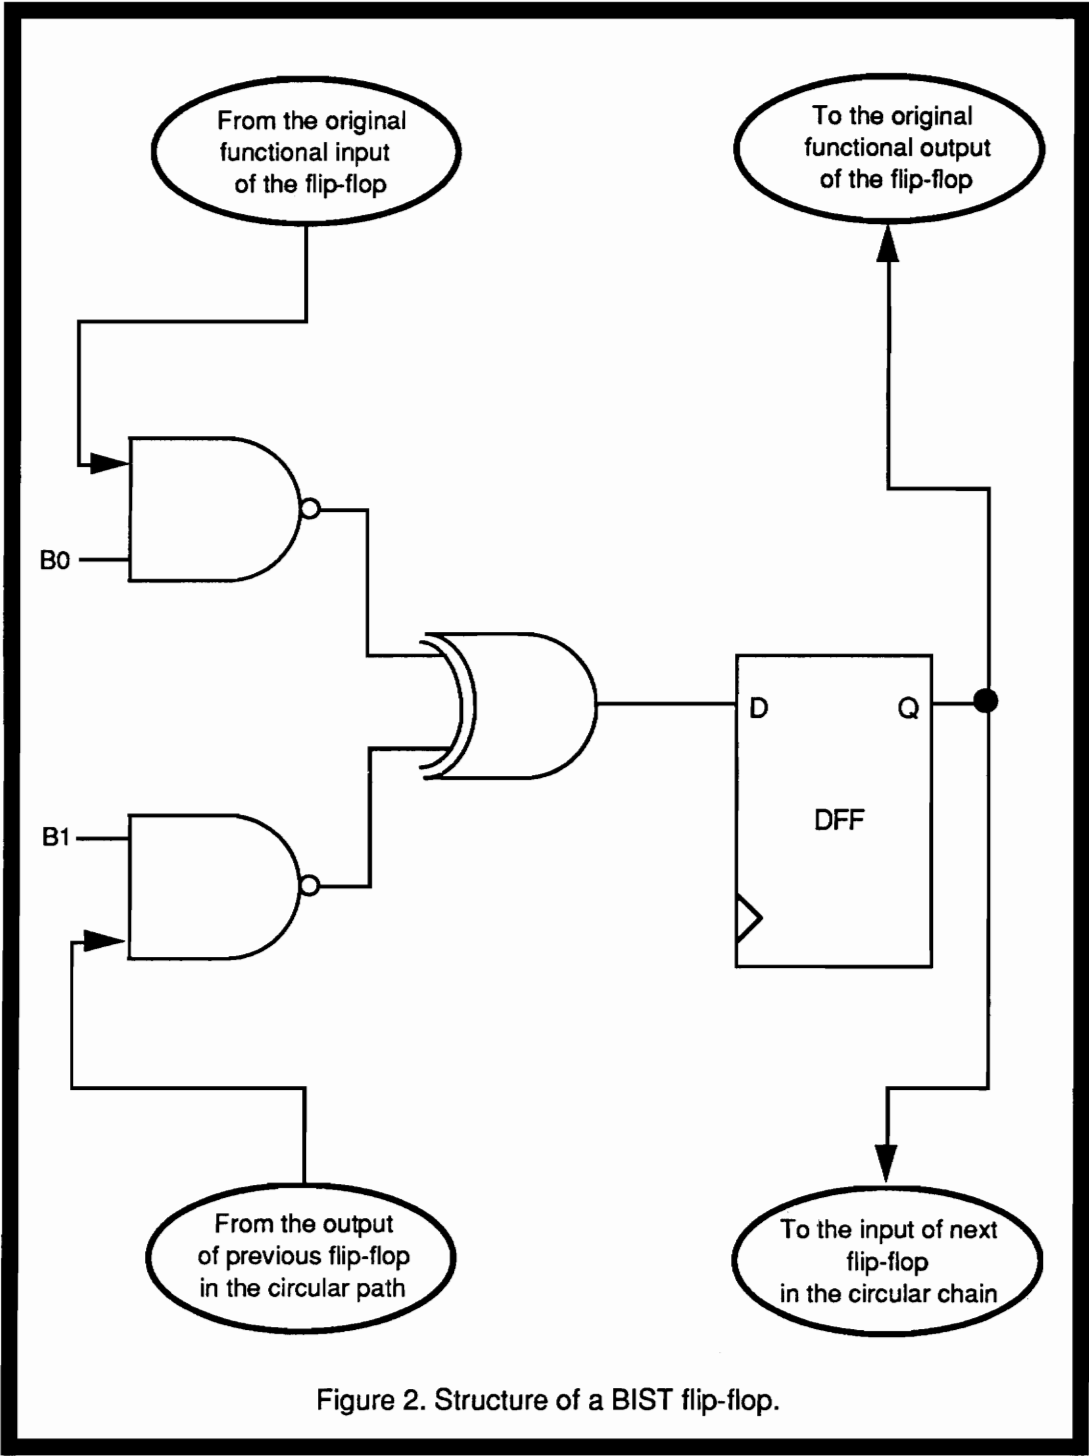 From the original
functional input
of the flip-flop
To the original
functional output
of the flip-flop
B0
D
Q
DFF
B1
From the output
of previous flip-flop
in the circular path
To the input of next
flip-flop
in the circular chain
Figure 2. Structure of a BIST flip-flop.